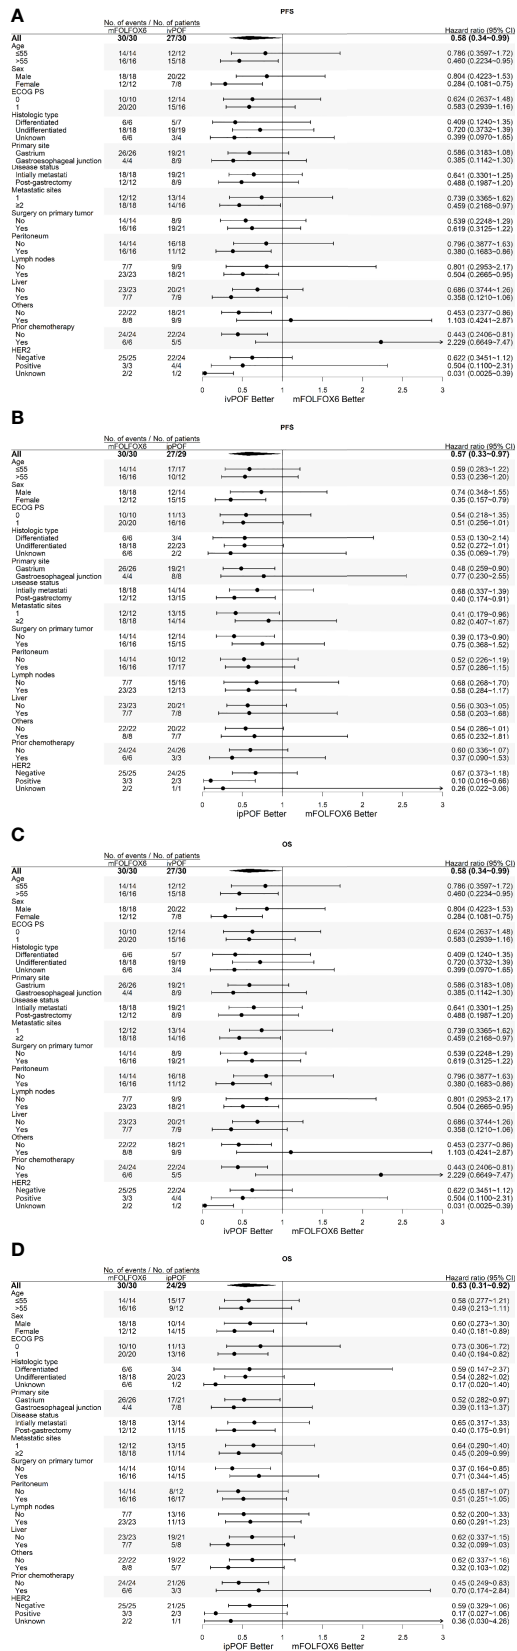 A
PFS
No. of events / No. of patients
mFOLFOX6 ivPOF Hazard ratio (95% CI)
All 30/30 27/30 0.58 (0.34~0.99)
Age
≤55 14/14 12/12 0.786 (0.3597~1.72)
>55 16/16 15/18 0.460 (0.2234~0.95)
Sex
Male 18/18 20/22 0.804 (0.4223~1.53)
Female 12/12 7/8 0.284 (0.1081~0.75)
ECOG PS
0 10/10 12/14 0.624 (0.2637~1.48)
1 20/20 15/16 0.583 (0.2939~1.16)
Histologic type
Differentiated 6/6 5/7 0.409 (0.1240~1.35)
Undifferentiated 18/18 19/19 0.720 (0.3732~1.39)
Unknown 6/6 3/4 0.399 (0.0970~1.65)
Primary site
Gastrium 26/26 19/21 0.586 (0.3183~1.08)
Gastroesophageal junction 4/4 8/9 0.385 (0.1142~1.30)
Disease status
Intially metastati 18/18 19/21 0.641 (0.3301~1.25)
Post-gastrectomy 12/12 8/9 0.488 (0.1987~1.20)
Metastatic sites
1 12/12 13/14 0.739 (0.3365~1.62)
≥2 18/18 14/16 0.459 (0.2168~0.97)
Surgery on primary tumor
No 14/14 8/9 0.539 (0.2248~1.29)
Yes 16/16 19/21 0.619 (0.3125~1.22)
Peritoneum
No 14/14 16/18 0.796 (0.3877~1.63)
Yes 16/16 11/12 0.380 (0.1683~0.86)
Lymph nodes
No 7/7 9/9 0.801 (0.2953~2.17)
Yes 23/23 18/21 0.504 (0.2665~0.95)
Liver
No 23/23 20/21 0.686 (0.3744~1.26)
Yes 7/7 7/9 0.358 (0.1210~1.06)
Others
No 22/22 18/21 0.453 (0.2377~0.86)
Yes 8/8 9/9 1.103 (0.4241~2.87)
Prior chemotherapy
No 24/24 22/24 0.443 (0.2406~0.81)
Yes 6/6 5/5 2.229 (0.6649~7.47)
HER2
Negative 25/25 22/24 0.622 (0.3451~1.12)
Positive 3/3 4/4 0.504 (0.1100~2.31)
Unknown 2/2 1/2 0.031 (0.0025~0.39)
0 0.5 1 1.5 2 2.5 3
ivPOF Better mFOLFOX6 Better
B
PFS
No. of events / No. of patients
mFOLFOX6 ipPOF Hazard ratio (95% CI)
All 30/30 27/29 0.57 (0.33~0.97)
Age
≤55 14/14 17/17 0.59 (0.283~1.22)
>55 16/16 10/12 0.53 (0.236~1.20)
Sex
Male 18/18 12/14 0.74 (0.348~1.55)
Female 12/12 15/15 0.35 (0.157~0.79)
ECOG PS
0 10/10 11/13 0.54 (0.218~1.35)
1 20/20 16/16 0.51 (0.256~1.01)
Histologic type
Differentiated 6/6 3/4 0.53 (0.130~2.14)
Undifferentiated 18/18 22/23 0.52 (0.272~1.01)
Unknown 6/6 2/2 0.35 (0.069~1.79)
Primary site
Gastrium 26/26 19/21 0.48 (0.259~0.90)
Gastroesophageal junction 4/4 8/8 0.77 (0.230~2.55)
Disease status
Intially metastati 18/18 14/14 0.68 (0.337~1.39)
Post-gastrectomy 12/12 13/15 0.40 (0.174~0.91)
Metastatic sites
1 12/12 13/15 0.41 (0.179~0.96)
≥2 18/18 14/14 0.82 (0.407~1.67)
Surgery on primary tumor
No 14/14 12/14 0.39 (0.173~0.90)
Yes 16/16 15/15 0.75 (0.368~1.52)
Peritoneum
No 14/14 10/12 0.52 (0.226~1.19)
Yes 16/16 17/17 0.57 (0.286~1.15)
Lymph nodes
No 7/7 15/16 0.68 (0.268~1.70)
Yes 23/23 12/13 0.58 (0.284~1.17)
Liver
No 23/23 20/21 0.56 (0.303~1.05)
Yes 7/7 7/8 0.58 (0.203~1.68)
Others
No 22/22 20/22 0.54 (0.286~1.01)
Yes 8/8 7/7 0.65 (0.232~1.81)
Prior chemotherapy
No 24/24 24/26 0.60 (0.336~1.07)
Yes 6/6 3/3 0.37 (0.090~1.53)
HER2
Negative 25/25 24/25 0.67 (0.373~1.18)
Positive 3/3 2/3 0.10 (0.016~0.66)
Unknown 2/2 1/1 0.26 (0.022~3.06)
0 0.5 1 1.5 2 2.5 3
ipPOF Better mFOLFOX6 Better
C
OS
No. of events / No. of patients
mFOLFOX6 ivPOF Hazard ratio (95% CI)
All 30/30 27/30 0.58 (0.34~0.99)
Age
≤55 14/14 12/12 0.786 (0.3597~1.72)
>55 16/16 15/18 0.460 (0.2234~0.95)
Sex
Male 18/18 20/22 0.804 (0.4223~1.53)
Female 12/12 7/8 0.284 (0.1081~0.75)
ECOG PS
0 10/10 12/14 0.624 (0.2637~1.48)
1 20/20 15/16 0.583 (0.2939~1.16)
Histologic type
Differentiated 6/6 5/7 0.409 (0.1240~1.35)
Undifferentiated 18/18 19/19 0.720 (0.3732~1.39)
Unknown 6/6 3/4 0.399 (0.0970~1.65)
Primary site
Gastrium 26/26 19/21 0.586 (0.3183~1.08)
Gastroesophageal junction 4/4 8/9 0.385 (0.1142~1.30)
Disease status
Intially metastati 18/18 19/21 0.641 (0.3301~1.25)
Post-gastrectomy 12/12 8/9 0.488 (0.1987~1.20)
Metastatic sites
1 12/12 13/14 0.739 (0.3365~1.62)
≥2 18/18 14/16 0.459 (0.2168~0.97)
Surgery on primary tumor
No 14/14 8/9 0.539 (0.2248~1.29)
Yes 16/16 19/21 0.619 (0.3125~1.22)
Peritoneum
No 14/14 16/18 0.796 (0.3877~1.63)
Yes 16/16 11/12 0.380 (0.1683~0.86)
Lymph nodes
No 7/7 9/9 0.801 (0.2953~2.17)
Yes 23/23 18/21 0.504 (0.2665~0.95)
Liver
No 23/23 20/21 0.686 (0.3744~1.26)
Yes 7/7 7/9 0.358 (0.1210~1.06)
Others
No 22/22 18/21 0.453 (0.2377~0.86)
Yes 8/8 9/9 1.103 (0.4241~2.87)
Prior chemotherapy
No 24/24 22/24 0.443 (0.2406~0.81)
Yes 6/6 5/5 2.229 (0.6649~7.47)
HER2
Negative 25/25 22/24 0.622 (0.3451~1.12)
Positive 3/3 4/4 0.504 (0.1100~2.31)
Unknown 2/2 1/2 0.031 (0.0025~0.39)
0 0.5 1 1.5 2 2.5 3
ivPOF Better mFOLFOX6 Better
D
OS
No. of events / No. of patients
mFOLFOX6 ipPOF Hazard ratio (95% CI)
All 30/30 24/29 0.53 (0.31~0.92)
Age
≤55 14/14 15/17 0.58 (0.277~1.21)
>55 16/16 9/12 0.49 (0.213~1.11)
Sex
Male 18/18 10/14 0.60 (0.273~1.30)
Female 12/12 14/15 0.40 (0.181~0.89)
ECOG PS
0 10/10 11/13 0.73 (0.306~1.72)
1 20/20 13/16 0.40 (0.194~0.82)
Histologic type
Differentiated 6/6 3/4 0.59 (0.147~2.37)
Undifferentiated 18/18 20/23 0.54 (0.282~1.02)
Unknown 6/6 1/2 0.17 (0.020~1.40)
Primary site
Gastrium 26/26 17/21 0.52 (0.282~0.97)
Gastroesophageal junction 4/4 7/8 0.39 (0.113~1.37)
Disease status
Intially metastati 18/18 13/14 0.65 (0.317~1.33)
Post-gastrectomy 12/12 11/15 0.40 (0.175~0.91)
Metastatic sites
1 12/12 13/15 0.64 (0.290~1.40)
≥2 18/18 11/14 0.45 (0.209~0.99)
Surgery on primary tumor
No 14/14 10/14 0.37 (0.164~0.85)
Yes 16/16 14/15 0.71 (0.344~1.45)
Peritoneum
No 14/14 8/12 0.45 (0.187~1.07)
Yes 16/16 16/17 0.51 (0.251~1.05)
Lymph nodes
No 7/7 13/16 0.52 (0.200~1.33)
Yes 23/23 11/13 0.60 (0.291~1.23)
Liver
No 23/23 19/21 0.62 (0.337~1.15)
Yes 7/7 5/8 0.32 (0.099~1.03)
Others
No 22/22 19/22 0.62 (0.337~1.16)
Yes 8/8 5/7 0.32 (0.103~1.02)
Prior chemotherapy
No 24/24 21/26 0.45 (0.249~0.83)
Yes 6/6 3/3 0.70 (0.174~2.84)
HER2
Negative 25/25 21/25 0.59 (0.329~1.06)
Positive 3/3 2/3 0.17 (0.027~1.06)
Unknown 2/2 1/1 0.36 (0.030~4.26)
0 0.5 1 1.5 2 2.5 3
ipPOF Better mFOLFOX6 Better